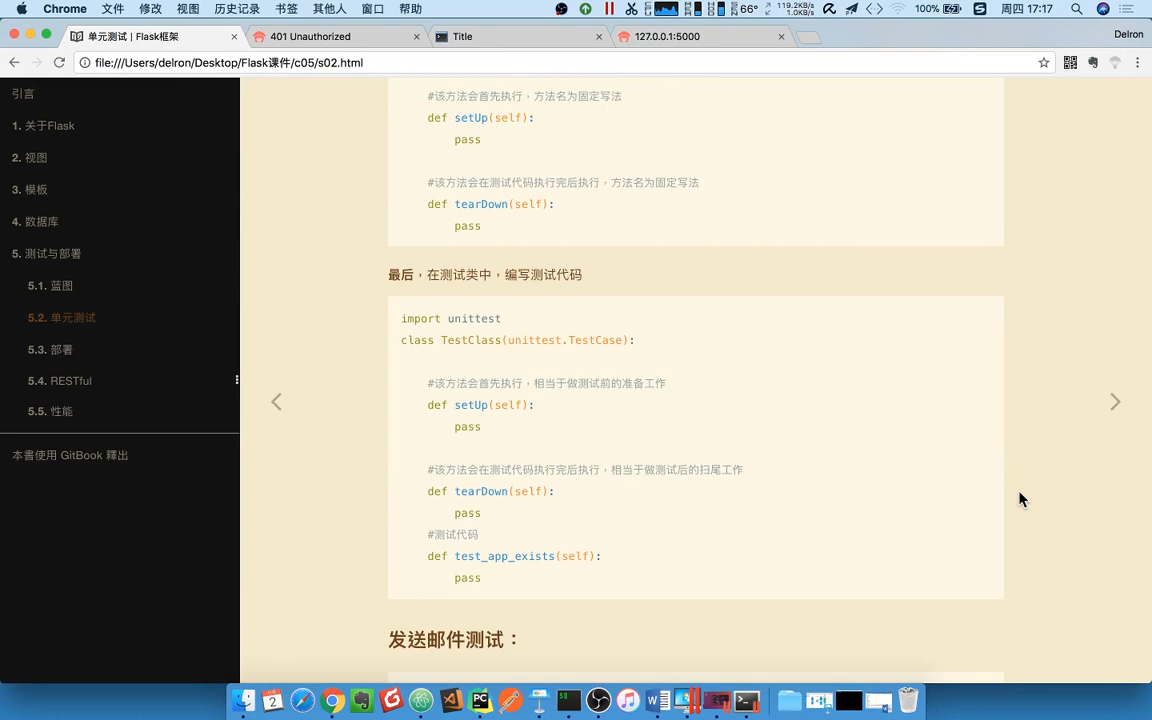 Chrome 文件 修改 视图 历史记录 书签 其他人 窗口 帮助
66° 119.2KB/s 1.0KB/s 100% 周四 17:17
单元测试 | Flask框架
401 Unauthorized
Title
127.0.0.1:5000
Delron
file:///Users/delron/Desktop/Flask课件/c05/s02.html
引言
1. 关于Flask
2. 视图
3. 模板
4. 数据库
5. 测试与部署
5.1. 蓝图
5.2. 单元测试
5.3. 部署
5.4. RESTful
5.5. 性能
本書使用 GitBook 釋出
#该方法会首先执行，方法名为固定写法
def setUp(self):
pass
#该方法会在测试代码执行完后执行，方法名为固定写法
def tearDown(self):
pass
最后，在测试类中，编写测试代码
import unittest
class TestClass(unittest.TestCase):
#该方法会首先执行，相当于做测试前的准备工作
def setUp(self):
pass
#该方法会在测试代码执行完后执行，相当于做测试后的扫尾工作
def tearDown(self):
pass
#测试代码
def test_app_exists(self):
pass
发送邮件测试：